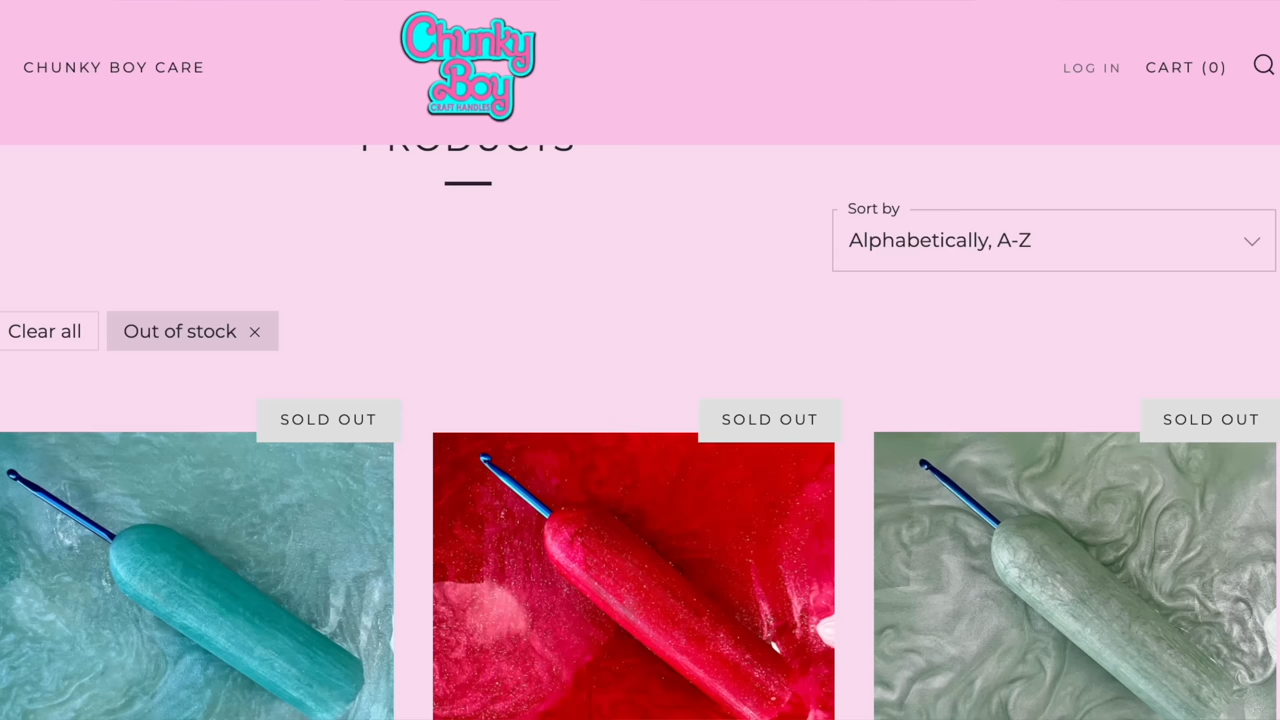 CHUNKY BOY CARE
Chunky
Boy
CRAFT HANDLES
LOG IN
CART (0)
PRODUCTS
Sort by
Alphabetically, A-Z
Clear all
Out of stock
SOLD OUT
SOLD OUT
SOLD OUT